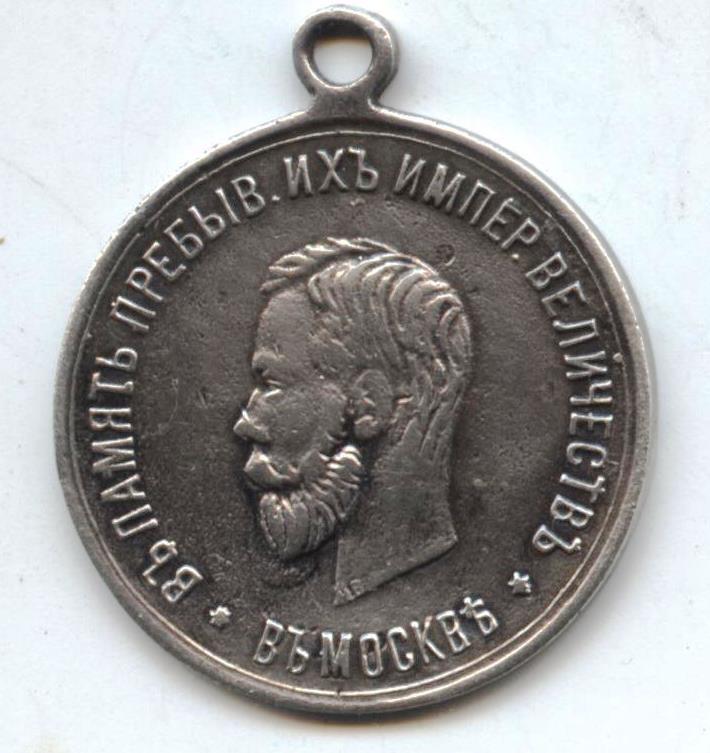 ВЪ ПАМЯТЬ ПРЕБЫВ. ИХЪ ИМПЕР. ВЕЛИЧЕСТВЪ
* ВЪ МОСКВѢ *